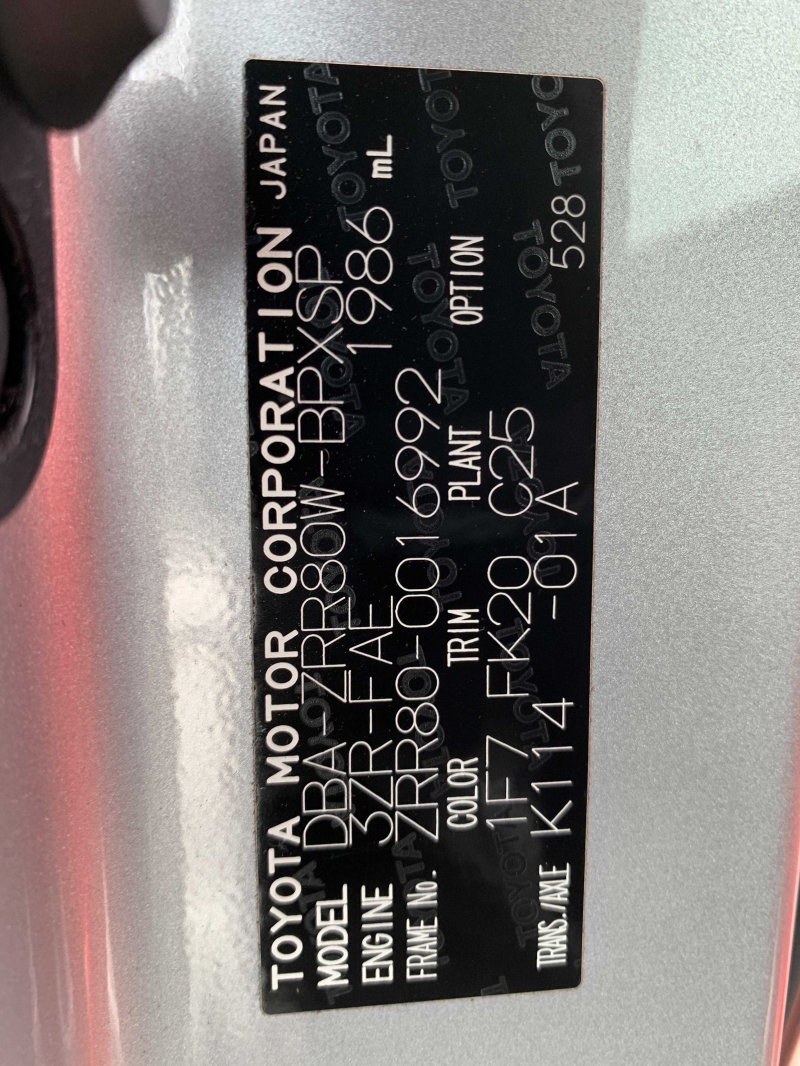 TOYOTA MOTOR CORPORATION JAPAN
MODEL DBA-ZRR80W-BPXSP
ENGINE 3ZR-FAE 1986 mL
FRAME No. ZRR80-0016992
COLOR TRIM PLANT OPTION
1F7 FK20 C25
TRANS./AXLE K114 -01A 528